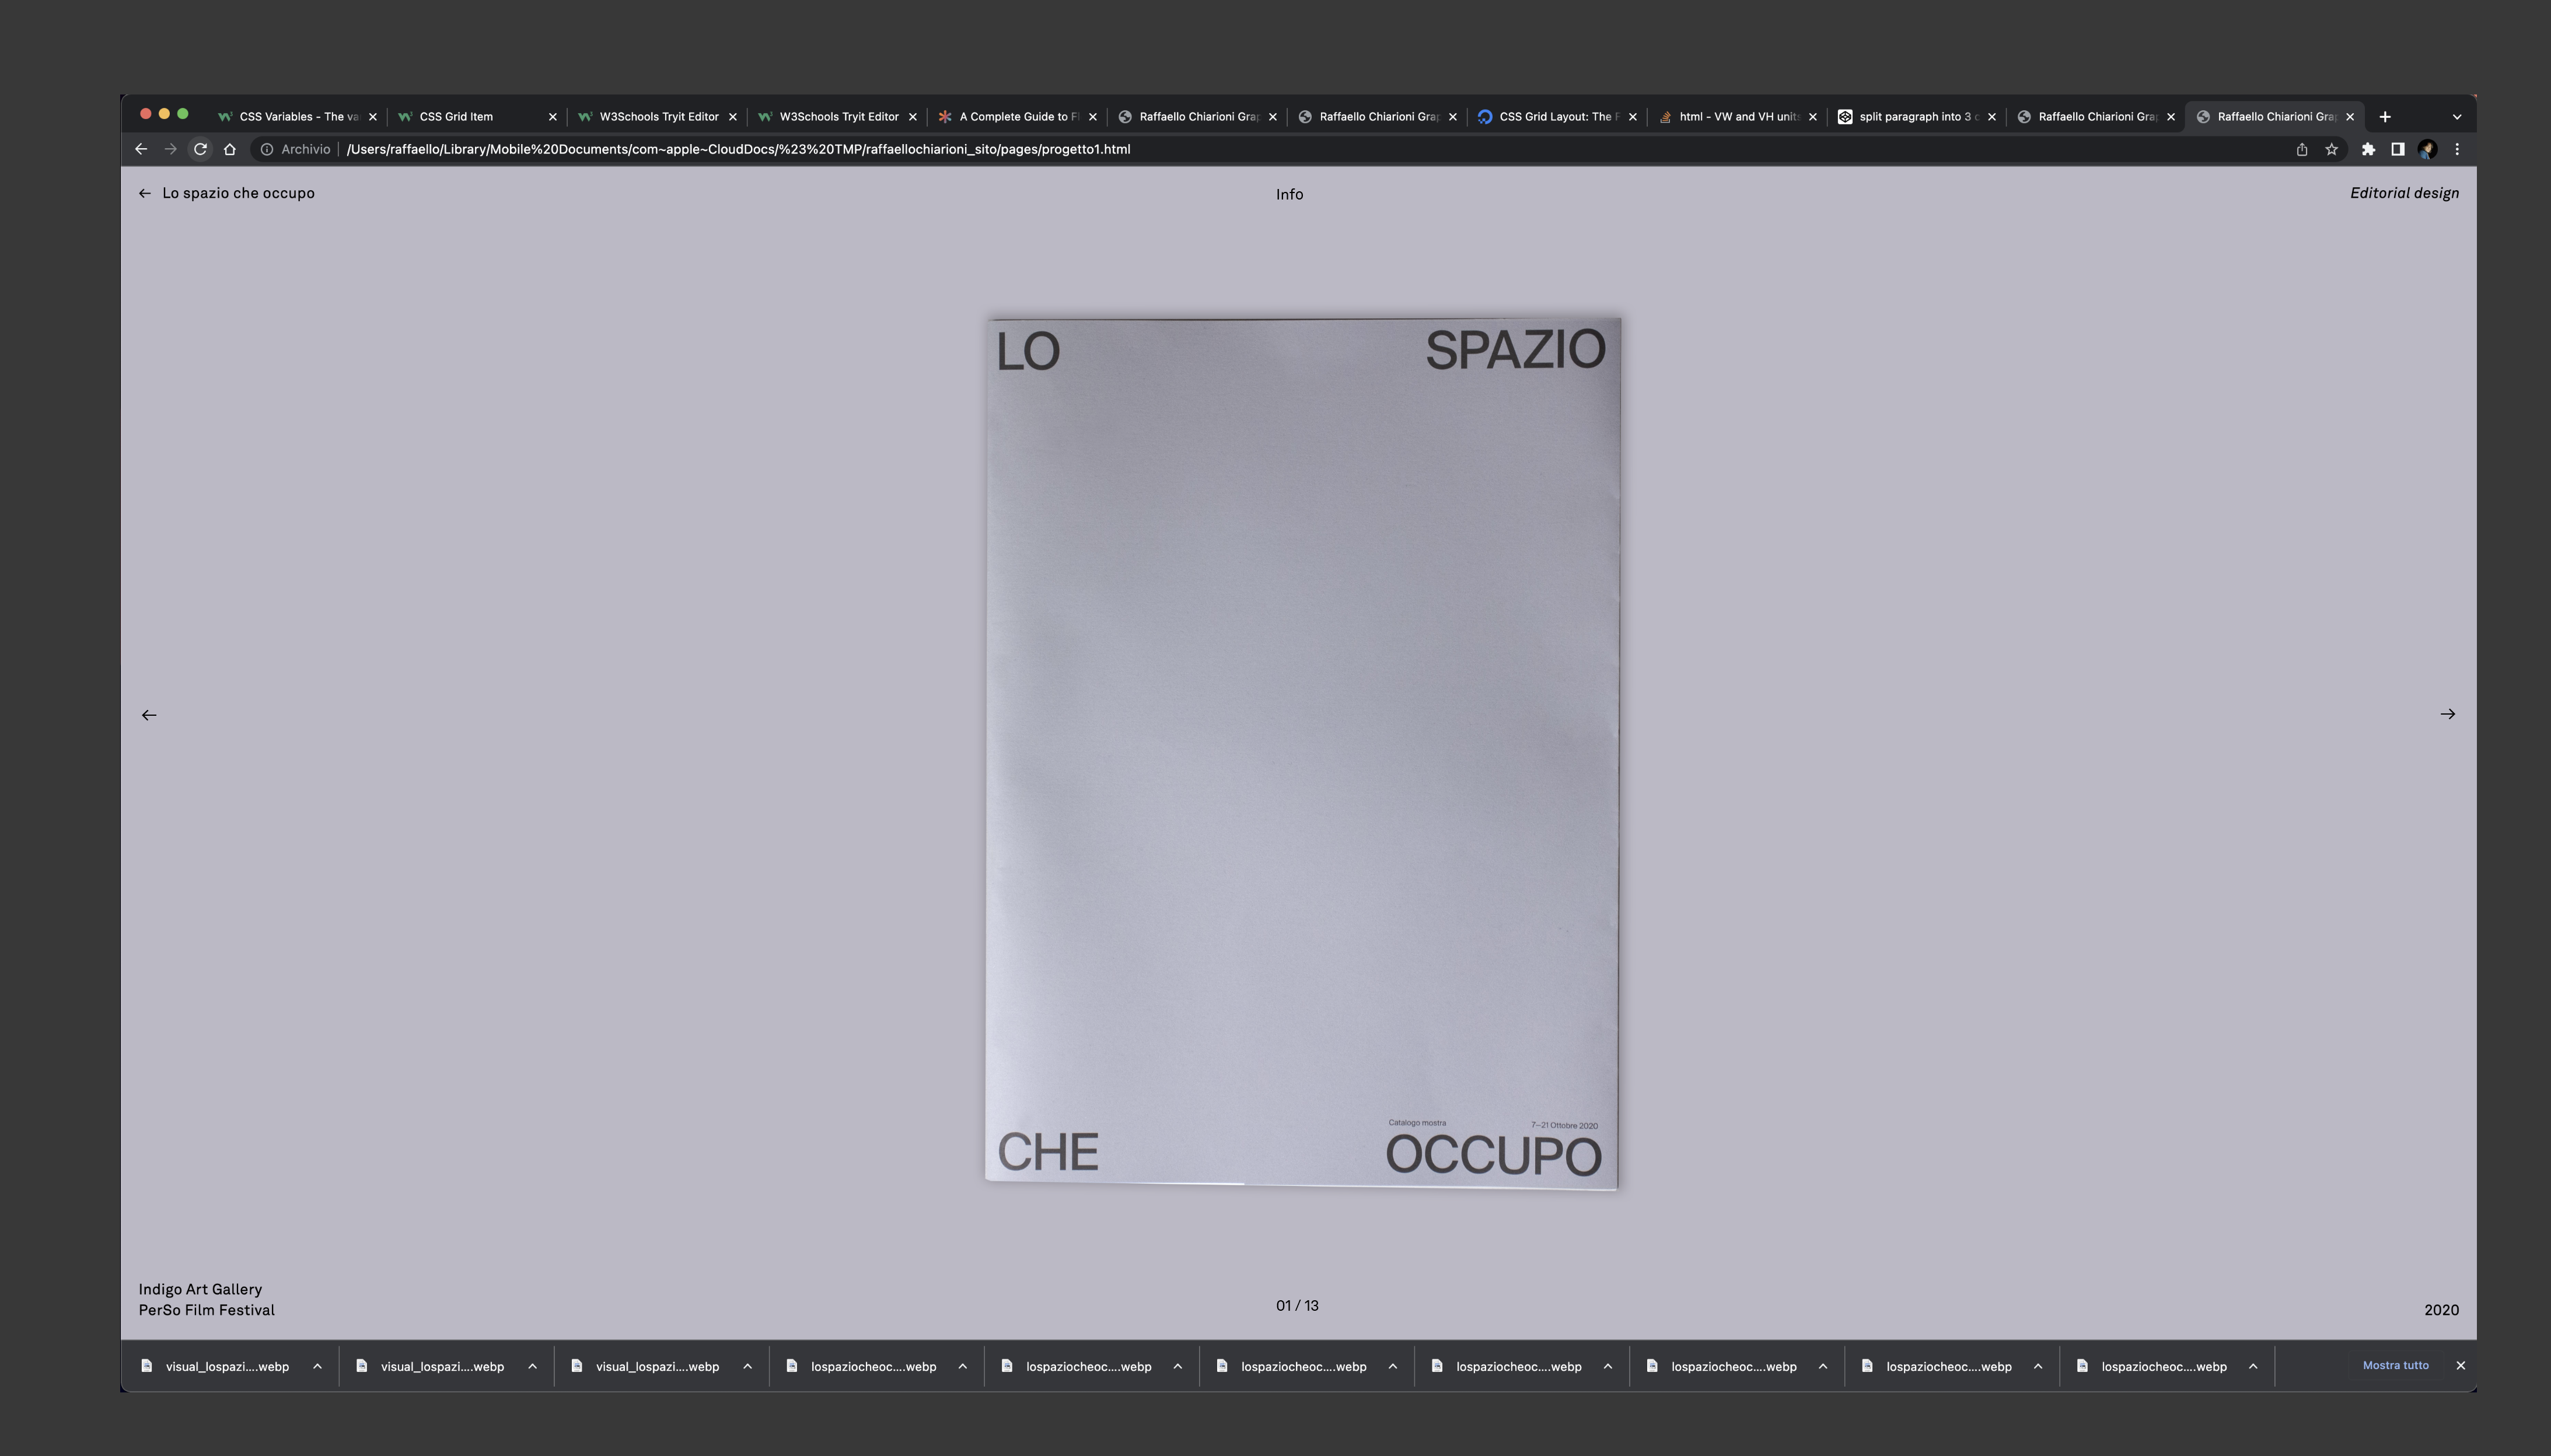 CSS Variables - The va
CSS Grid Item
W3Schools Tryit Editor
W3Schools Tryit Editor
A Complete Guide to F
Raffaello Chiarioni Gra
Raffaello Chiarioni Gra
CSS Grid Layout: The F
html - VW and VH units
split paragraph into 3 c
Raffaello Chiarioni Gra
Raffaello Chiarioni Gra
Archivio
/Users/raffaello/Library/Mobile%20Documents/com~apple~CloudDocs/%23%20TMP/raffaellochiarioni_sito/pages/progetto1.html
← Lo spazio che occupo
Info
Editorial design
LO SPAZIO
←
→
Catalogo mostra 7–21 Ottobre 2020
CHE OCCUPO
Indigo Art Gallery
PerSo Film Festival
01 / 13
2020
visual_lospazi....webp
visual_lospazi....webp
visual_lospazi....webp
lospaziocheoc....webp
lospaziocheoc....webp
lospaziocheoc....webp
lospaziocheoc....webp
lospaziocheoc....webp
lospaziocheoc....webp
lospaziocheoc....webp
Mostra tutto